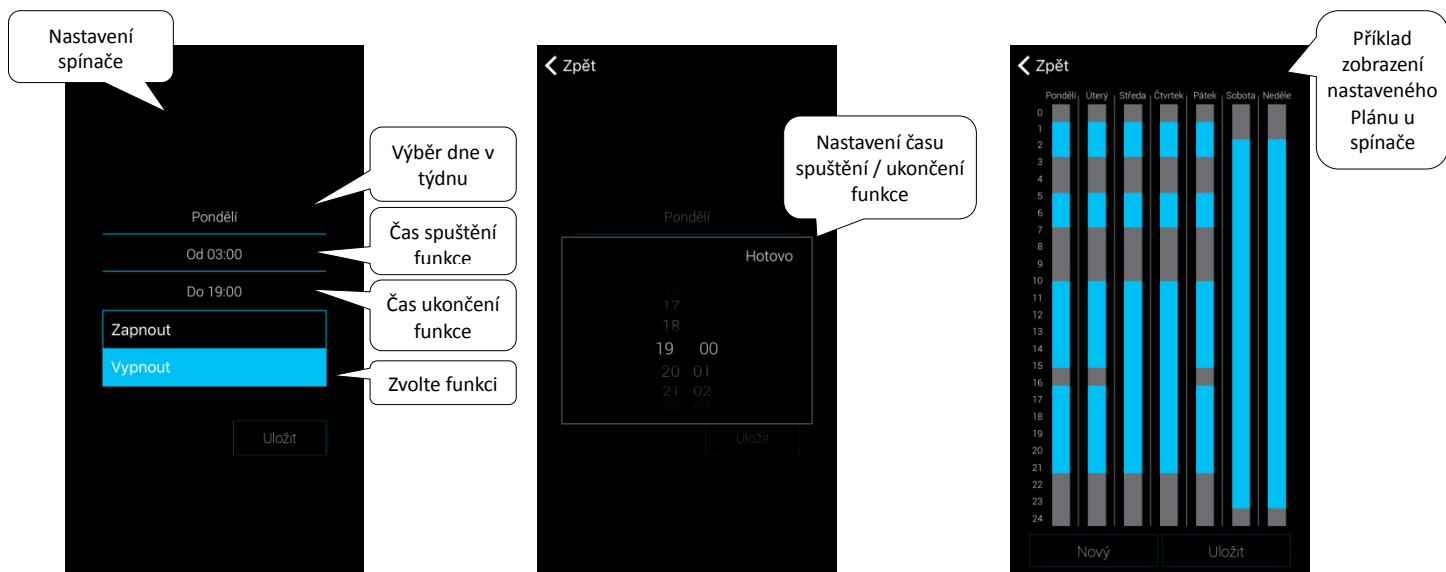 Nastavení
spínače
Výběr dne v
týdnu
Pondělí
Čas spuštění
funkce
Od 03:00
Do 19:00
Čas ukončení
funkce
Zapnout
Vypnout
Zvolte funkci
Uložit
Zpět
Nastavení času
spuštění / ukončení
funkce
Pondělí
Hotovo
16
17
18
19 00
20 01
21 02
22 03
Uložit
Příklad
zobrazení
nastaveného
Plánu u
spínače
Zpět
Pondělí Úterý Středa Čtvrtek Pátek Sobota Neděle
0
1
2
3
4
5
6
7
8
9
10
11
12
13
14
15
16
17
18
19
20
21
22
23
24
Nový Uložit